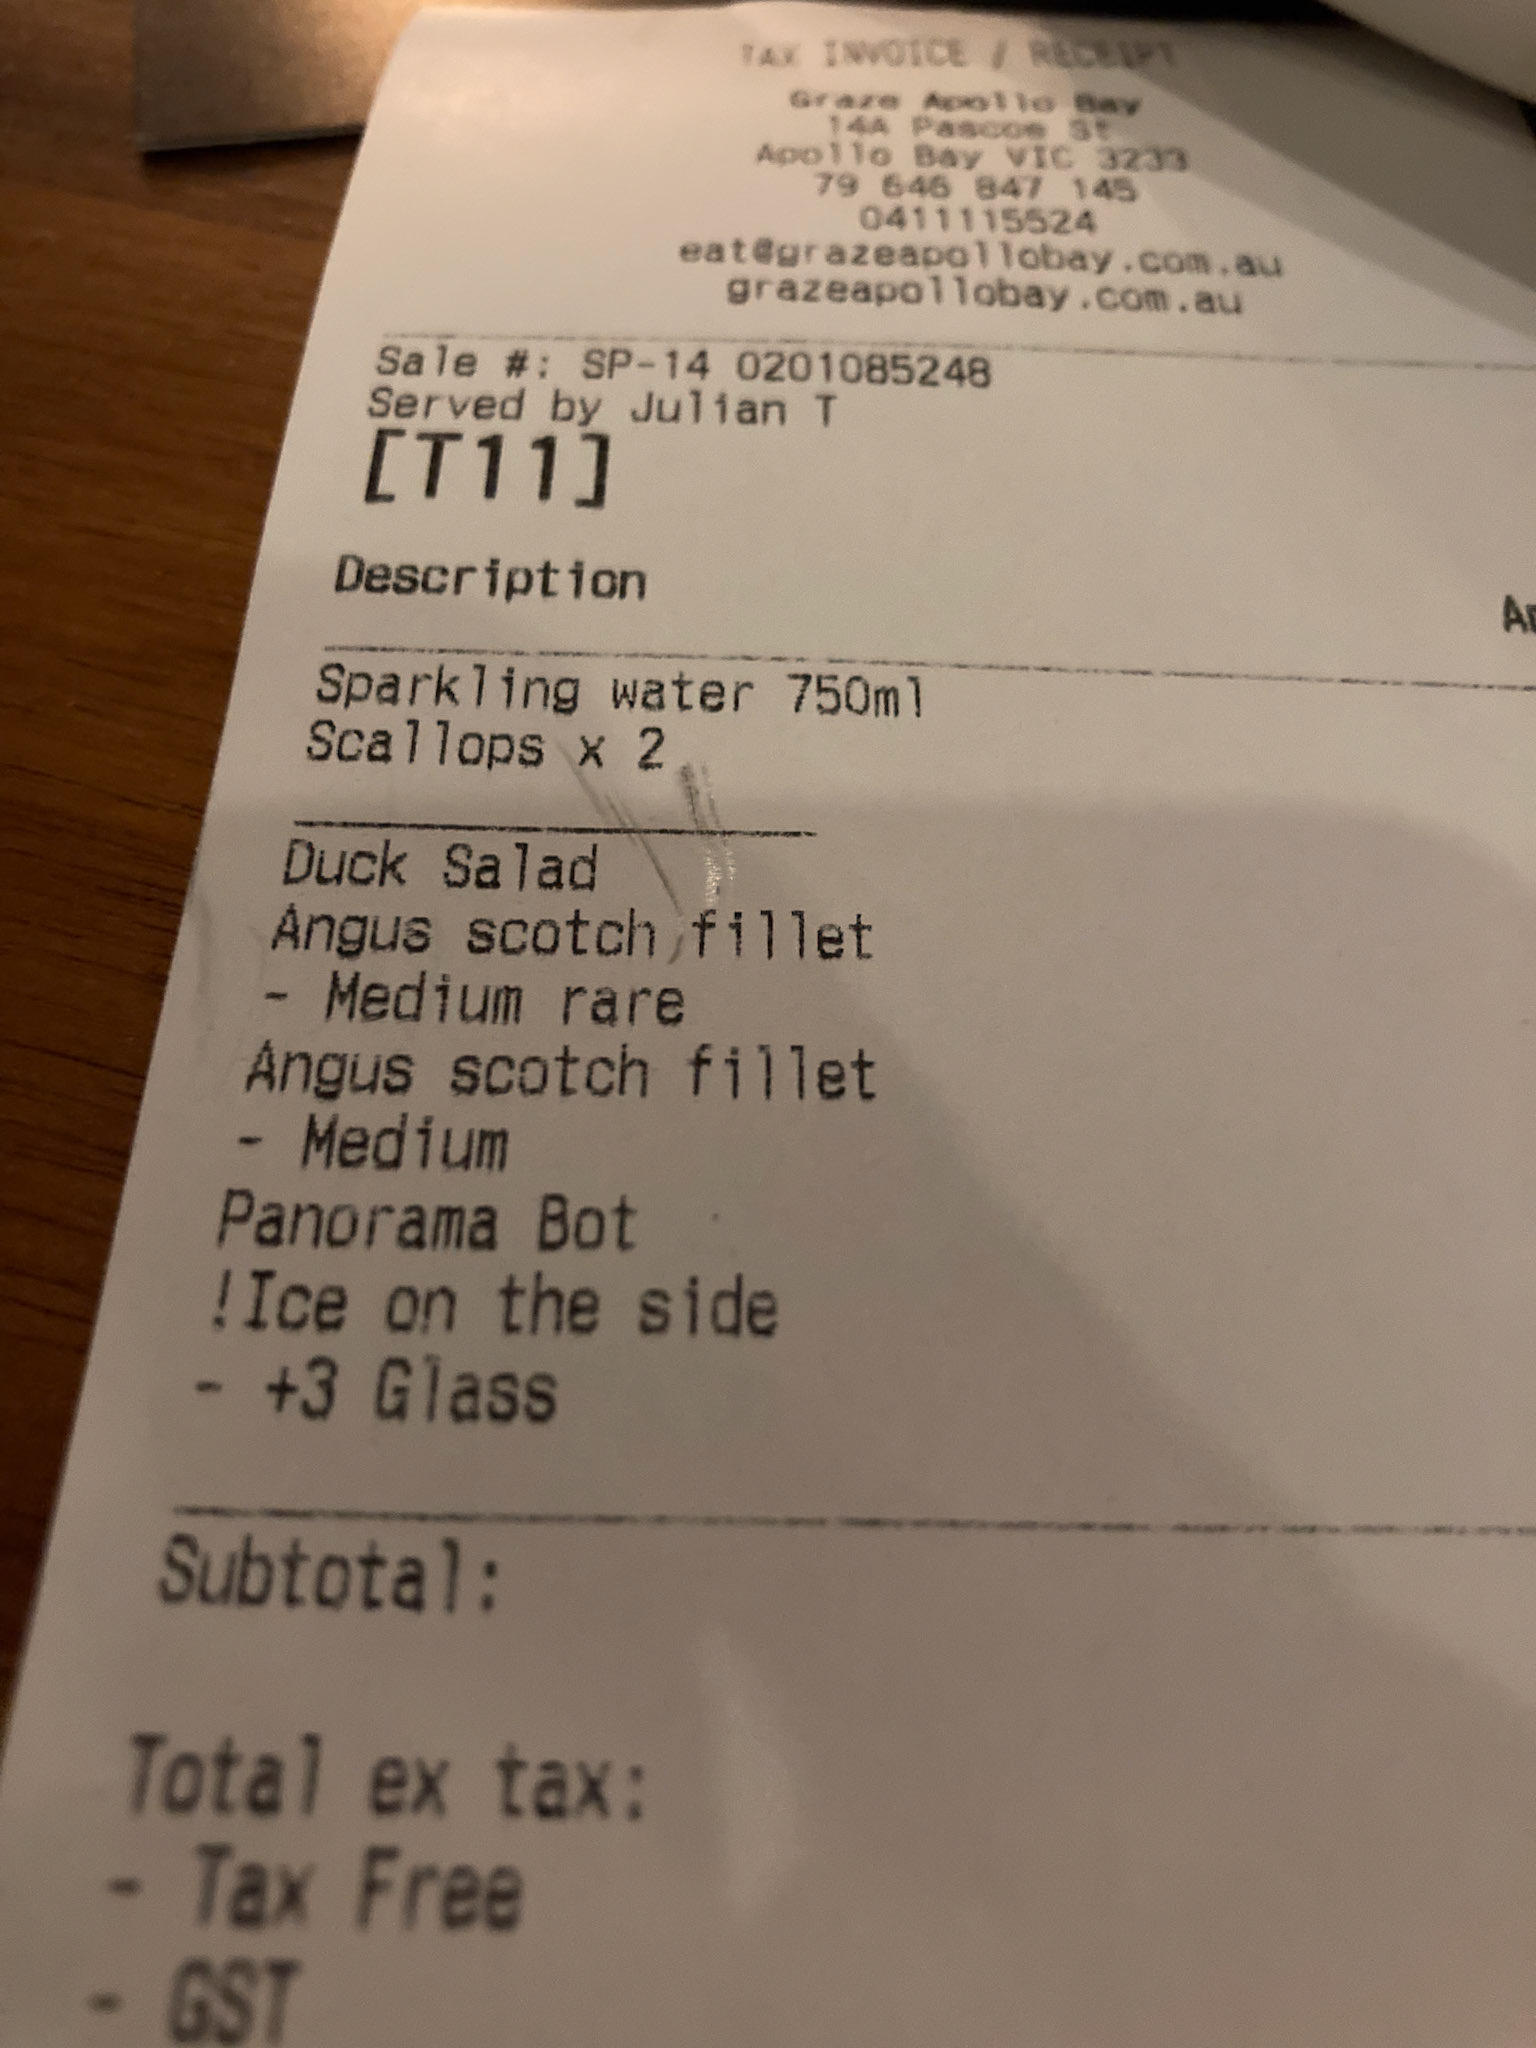 TAX INVOICE / RECEIPT
Graze Apollo Bay
14A Pascoe St
Apollo Bay VIC 3233
79 646 847 145
0411115524
eat@grazeapollobay.com.au
grazeapollobay.com.au
Sale #: SP-14 0201085248
Served by Julian T
[T11]
Description
Sparkling water 750ml
Scallops x 2
Duck Salad
Angus scotch fillet
- Medium rare
Angus scotch fillet
- Medium
Panorama Bot
!Ice on the side
- +3 Glass
Subtotal:
Total ex tax:
- Tax Free
- GST